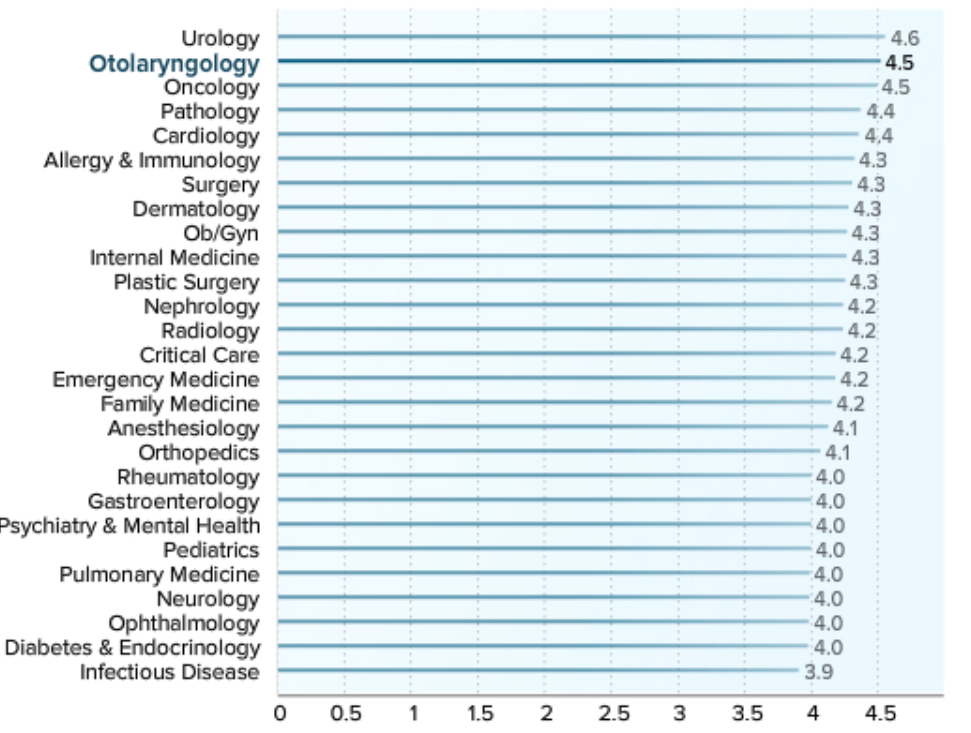 Urology 4.6
Otolaryngology 4.5
Oncology 4.5
Pathology 4.4
Cardiology 4.4
Allergy & Immunology 4.3
Surgery 4.3
Dermatology 4.3
Ob/Gyn 4.3
Internal Medicine 4.3
Plastic Surgery 4.3
Nephrology 4.2
Radiology 4.2
Critical Care 4.2
Emergency Medicine 4.2
Family Medicine 4.2
Anesthesiology 4.1
Orthopedics 4.1
Rheumatology 4.0
Gastroenterology 4.0
Psychiatry & Mental Health 4.0
Pediatrics 4.0
Pulmonary Medicine 4.0
Neurology 4.0
Ophthalmology 4.0
Diabetes & Endocrinology 4.0
Infectious Disease 3.9
0 0.5 1 1.5 2 2.5 3 3.5 4 4.5